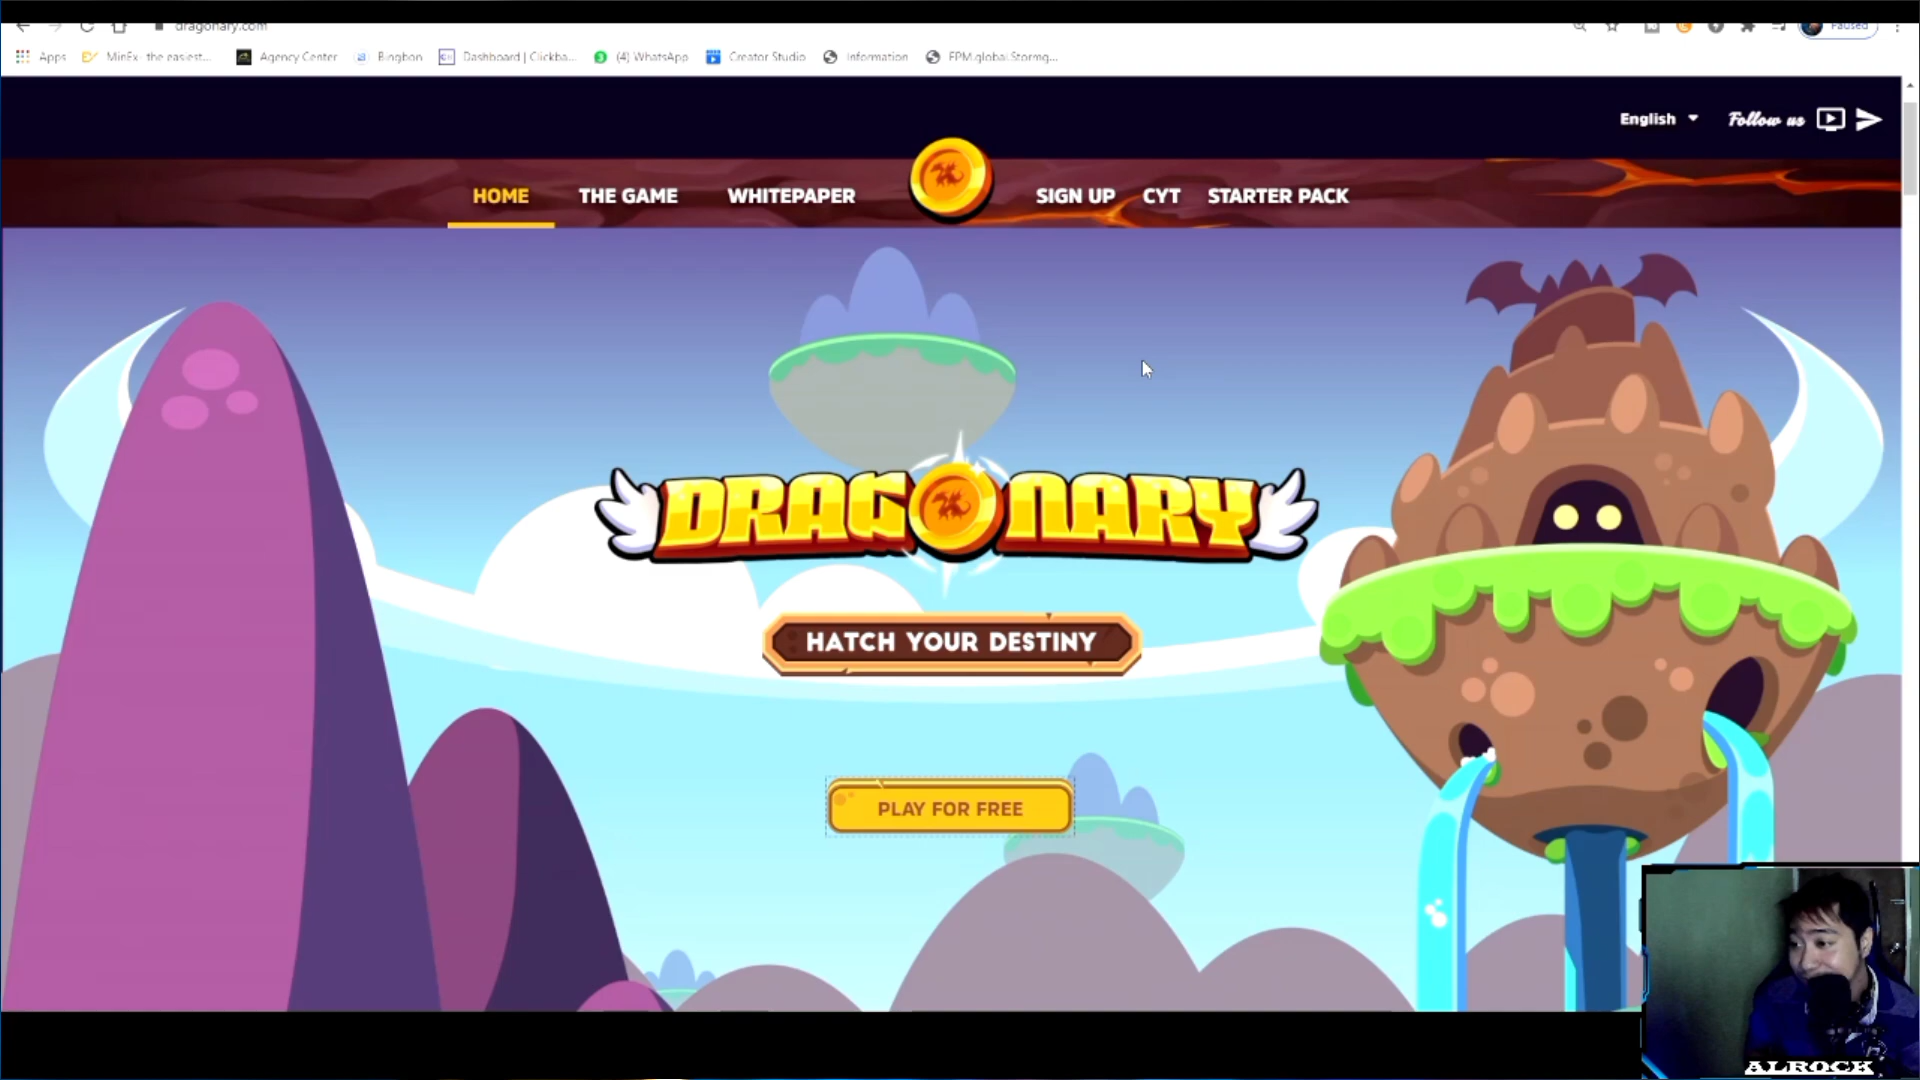 dragonary.com
Paused
Apps
MinEx- the easiest...
Agency Center
Bingbon
Dashboard | Clickba...
(4) WhatsApp
Creator Studio
Information
FPM.global.Stormg...
English
Follow us
HOME
THE GAME
WHITEPAPER
SIGN UP
CYT
STARTER PACK
DRAGONARY
HATCH YOUR DESTINY
PLAY FOR FREE
ALROCK